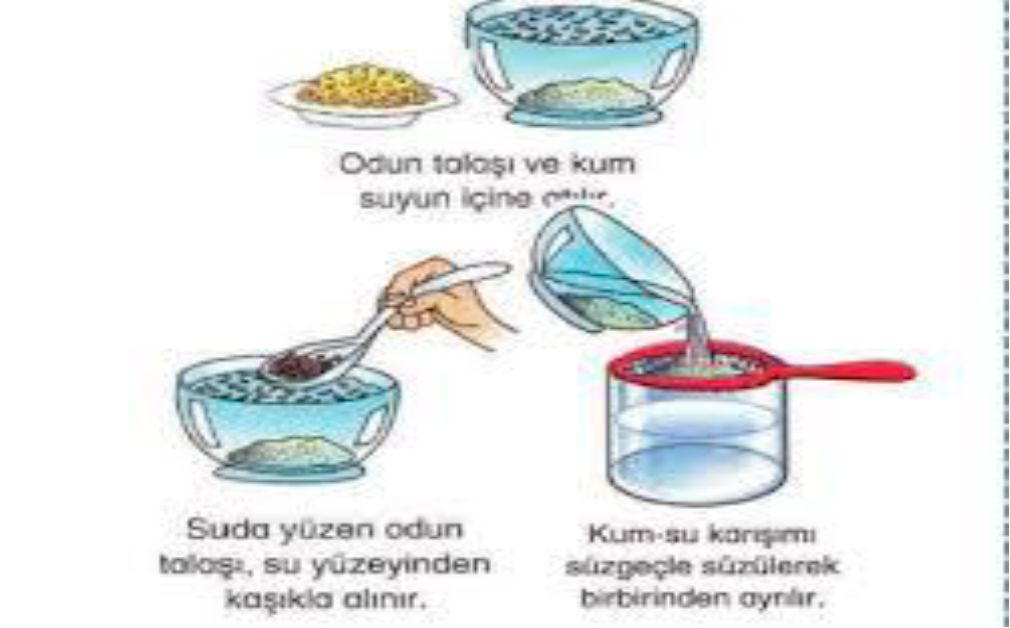 Odun talaşı ve kum
suyun içine atılır.
Suda yüzen odun
talaşı, su yüzeyinden
kaşıkla alınır.
Kum-su karışımı
süzgeçle süzülerek
birbirinden ayrılır.